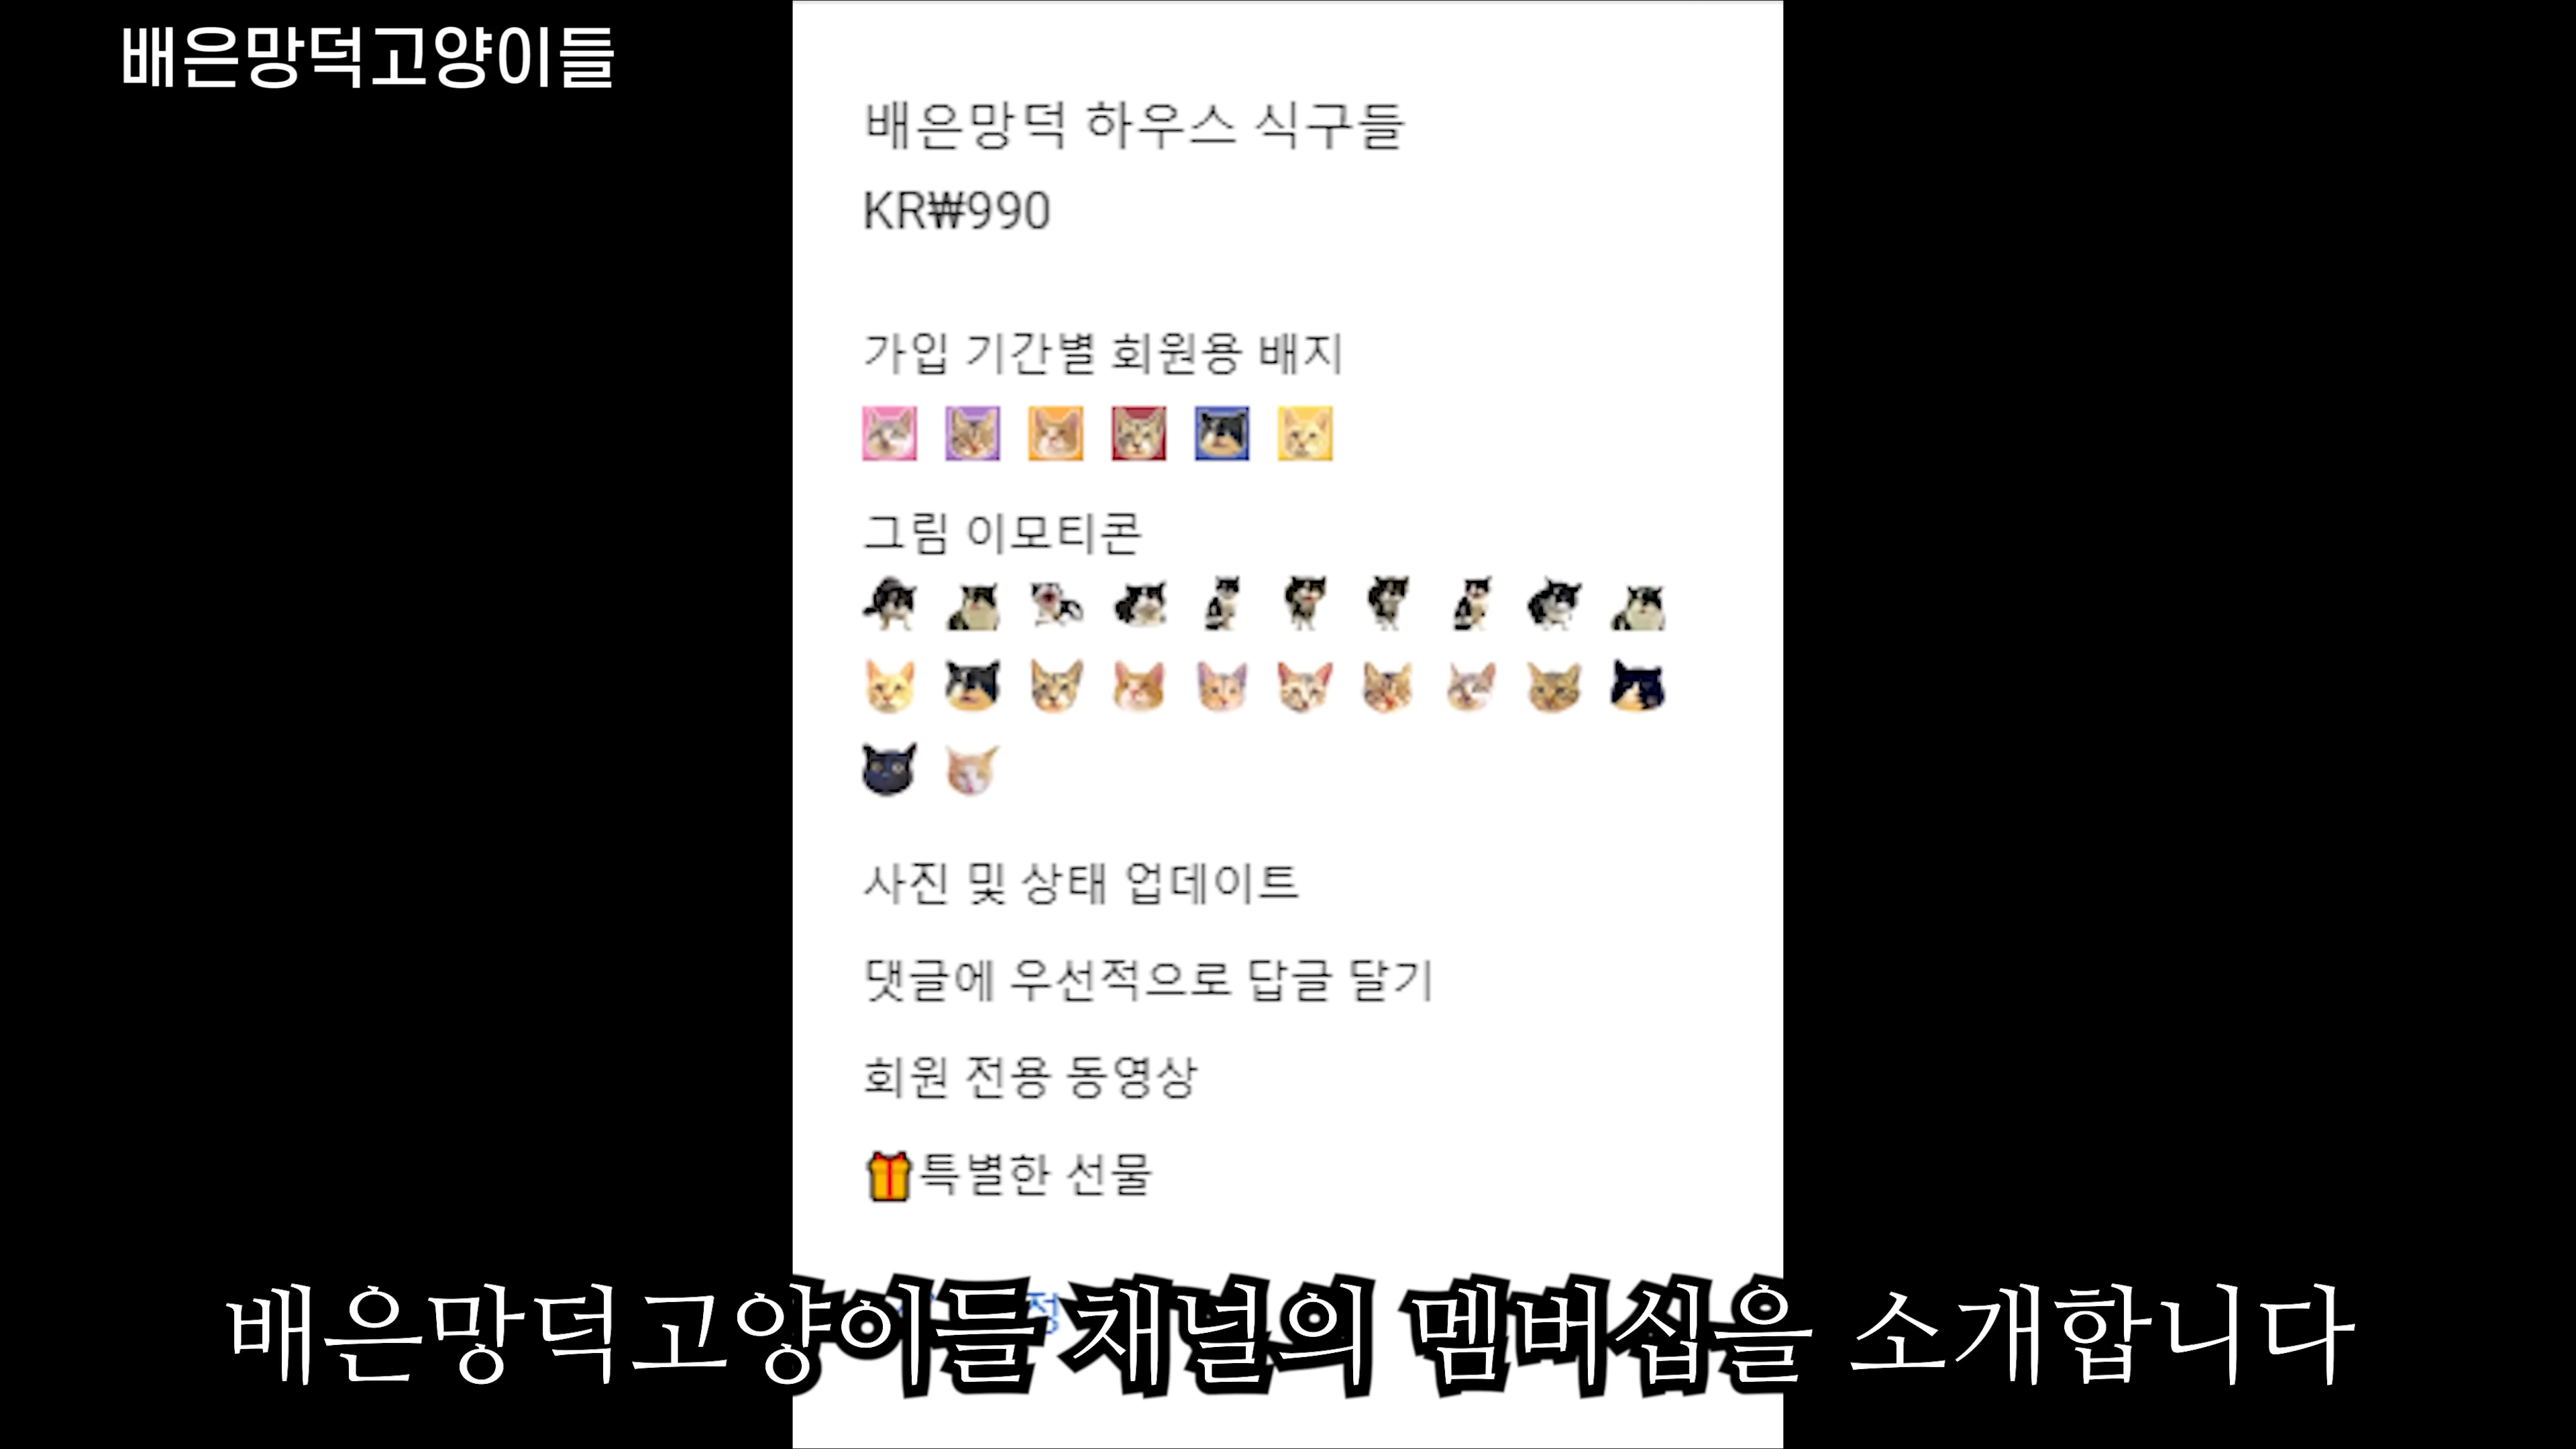 배은망덕고양이들
배은망덕 하우스 식구들
KR₩990
가입 기간별 회원용 배지
그림 이모티콘
사진 및 상태 업데이트
댓글에 우선적으로 답글 달기
회원 전용 동영상
특별한 선물
배은망덕고양이들 채널의 멤버십을 소개합니다